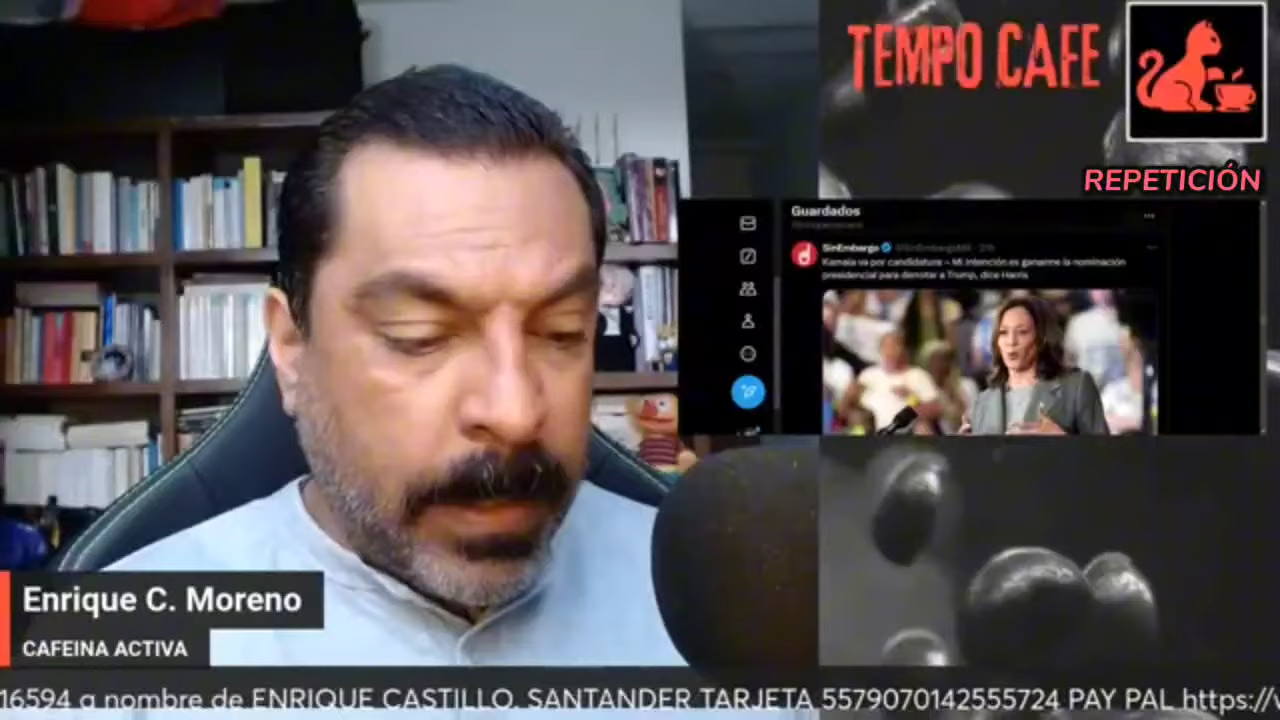 TEMPO CAFE
REPETICIÓN
Guardados
SinEmbargo
Kamala va por candidatura – Mi intención es ganarme la nominación
presidencial para derrotar a Trump, dice Harris
Enrique C. Moreno
CAFEINA ACTIVA
16594 a nombre de ENRIQUE CASTILLO. SANTANDER TARJETA 5579070142555724 PAY PAL https://